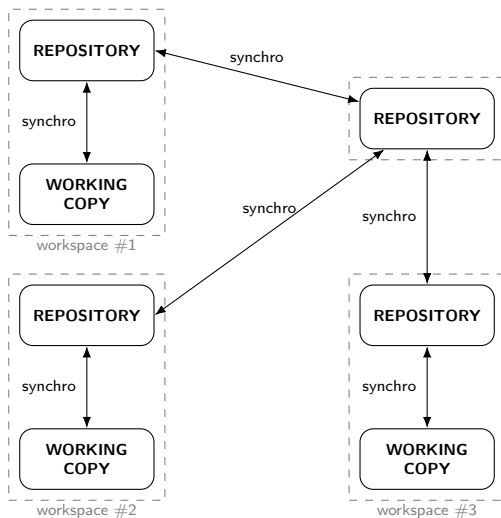 REPOSITORY
synchro
REPOSITORY
synchro
WORKING
COPY
workspace #1
synchro
synchro
REPOSITORY
REPOSITORY
synchro
synchro
WORKING
COPY
WORKING
COPY
workspace #2
workspace #3